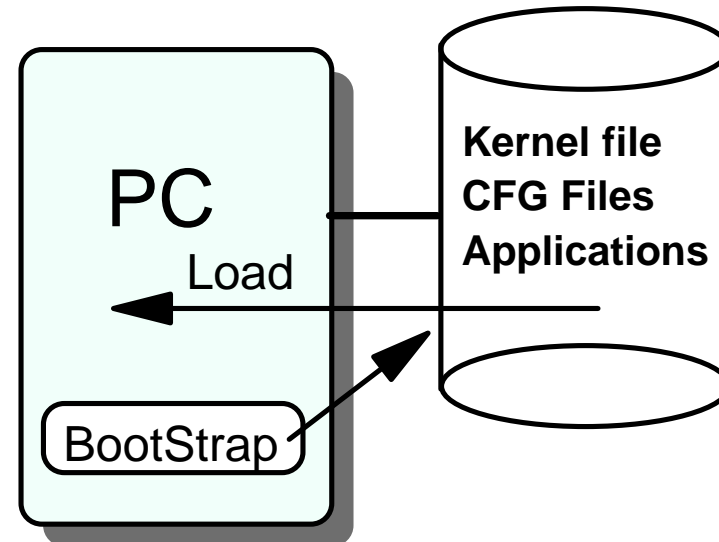 PC
Load
BootStrap
Kernel file
CFG Files
Applications